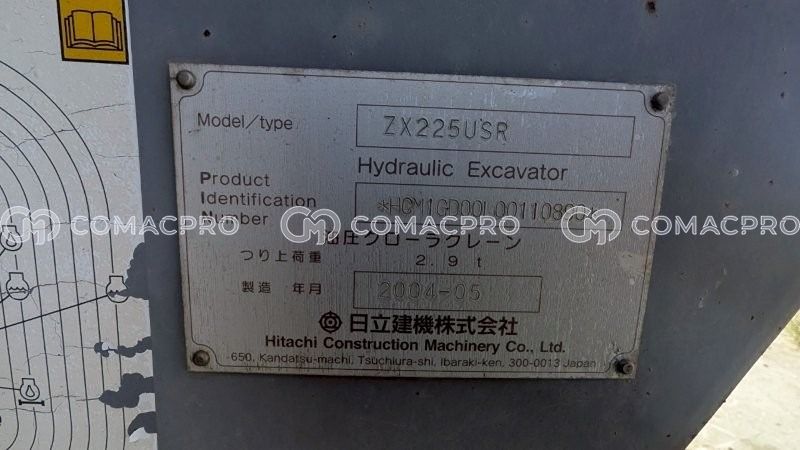 Model/type ZX225USR
Hydraulic Excavator
Product
Identification
Number
COMACPRO COMACPRO COMACPRO
油圧クローラクレーン
つり上荷重 2.9 t
製造 年月 2004-05
日立建機株式会社
Hitachi Construction Machinery Co., Ltd.
650, Kandatsu-machi, Tsuchiura-shi, Ibaraki-ken, 300-0013 Japan